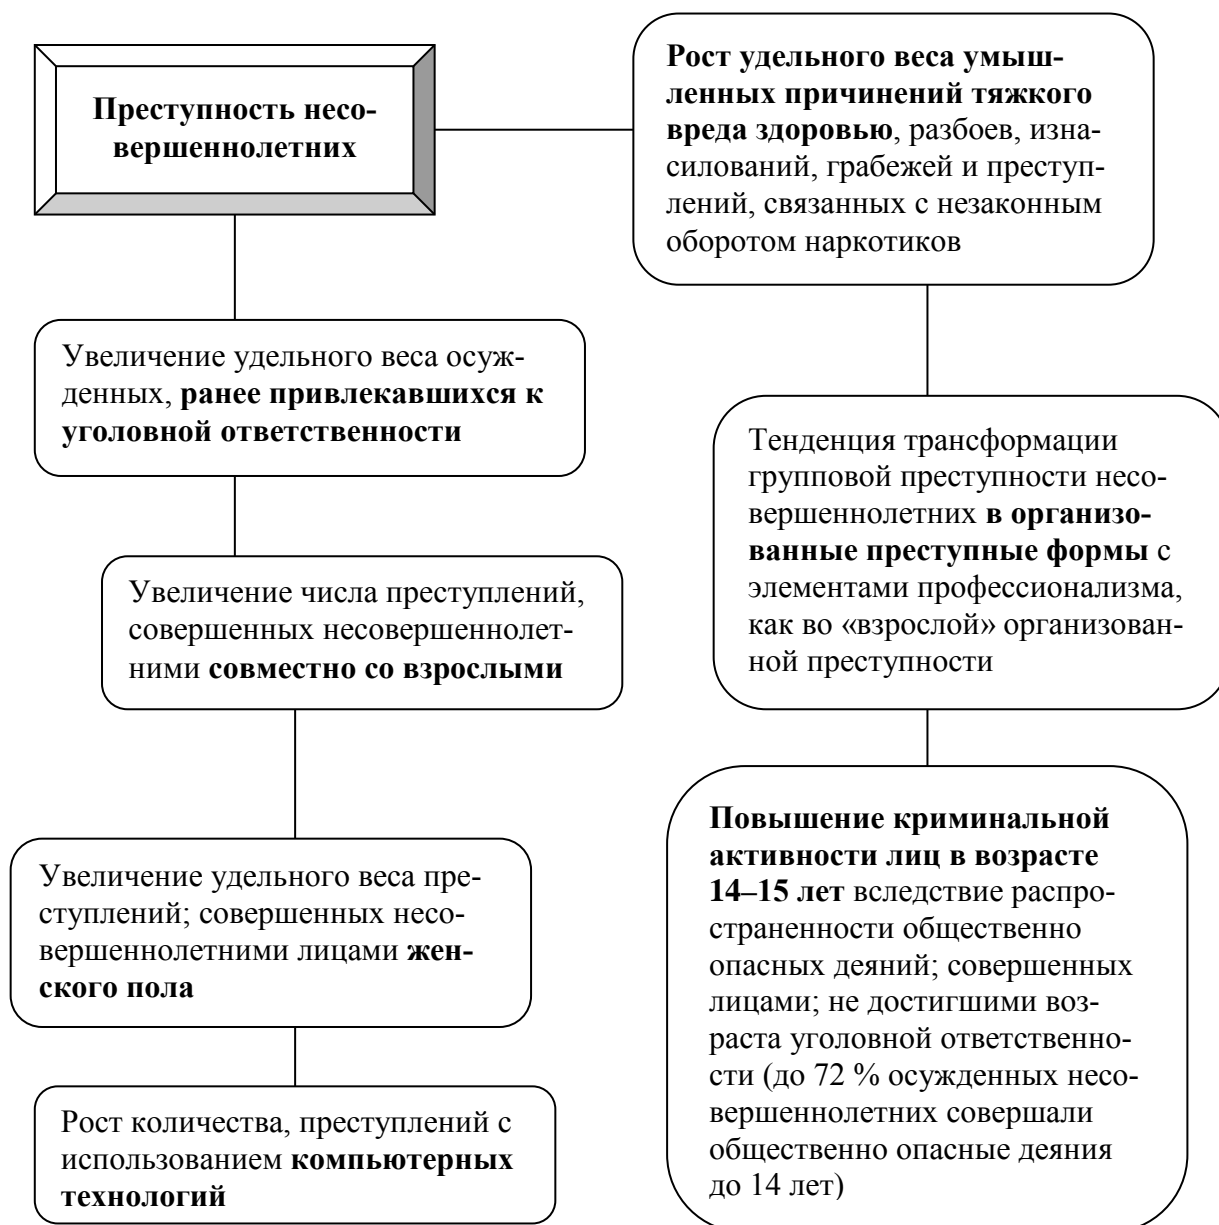 Преступность несо-
вершеннолетних
Рост удельного веса умыш-
ленных причинений тяжкого
вреда здоровью, разбоев, изна-
силований, грабежей и преступ-
лений, связанных с незаконным
оборотом наркотиков
Увеличение удельного веса осуж-
денных, ранее привлекавшихся к
уголовной ответственности
Увеличение числа преступлений,
совершенных несовершеннолет-
ними совместно со взрослыми
Увеличение удельного веса пре-
ступлений; совершенных несо-
вершеннолетними лицами жен-
ского пола
Рост количества, преступлений с
использованием компьютерных
технологий
Тенденция трансформации
групповой преступности несо-
вершеннолетних в организо-
ванные преступные формы с
элементами профессионализма,
как во «взрослой» организован-
ной преступности
Повышение криминальной
активности лиц в возрасте
14–15 лет вследствие распро-
страненности общественно
опасных деяний; совершенных
лицами; не достигшими воз-
раста уголовной ответственно-
сти (до 72 % осужденных несо-
вершеннолетних совершали
общественно опасные деяния
до 14 лет)